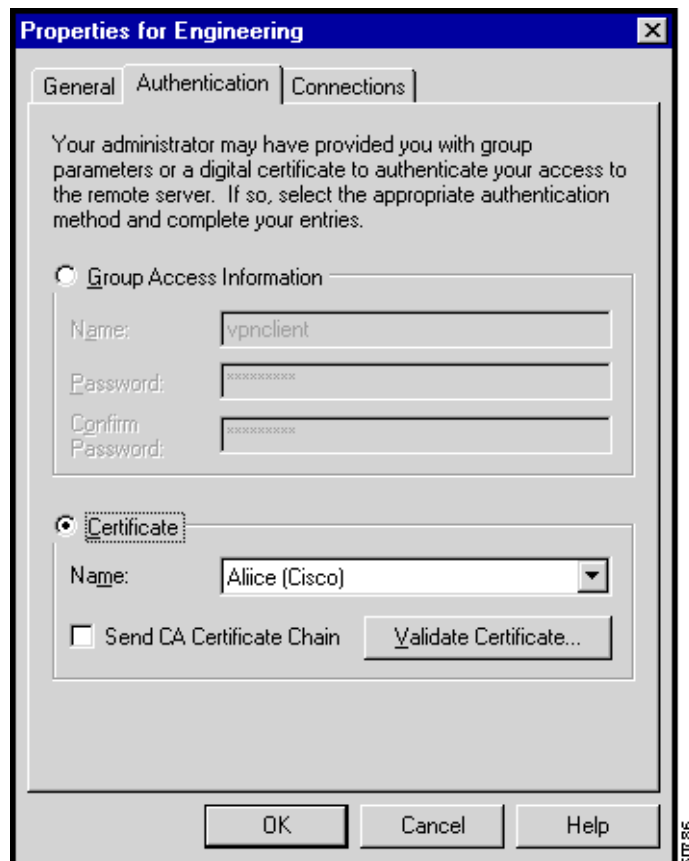 Properties for Engineering
General
Authentication
Connections
Your administrator may have provided you with group
parameters or a digital certificate to authenticate your access to
the remote server. If so, select the appropriate authentication
method and complete your entries.
Group Access Information
Name:
vpnclient
Password:
*********
Confirm
Password:
*********
Certificate
Name:
Aliice (Cisco)
Send CA Certificate Chain
Validate Certificate...
OK
Cancel
Help